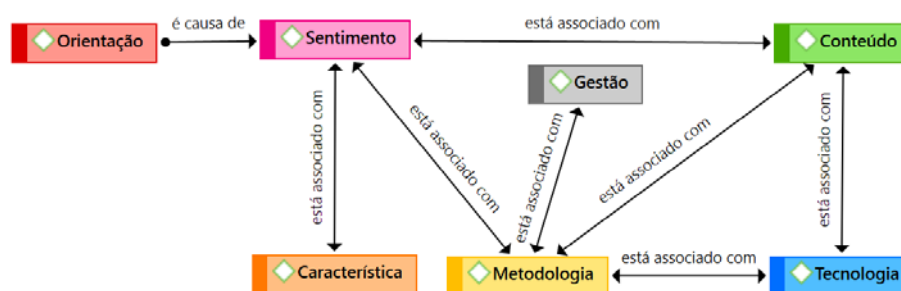 Orientação
é causa de
Sentimento
está associado com
Conteúdo
Gestão
está associado com
está associado com
está associado com
está associado com
está associado com
Característica
Metodologia
está associado com
Tecnologia